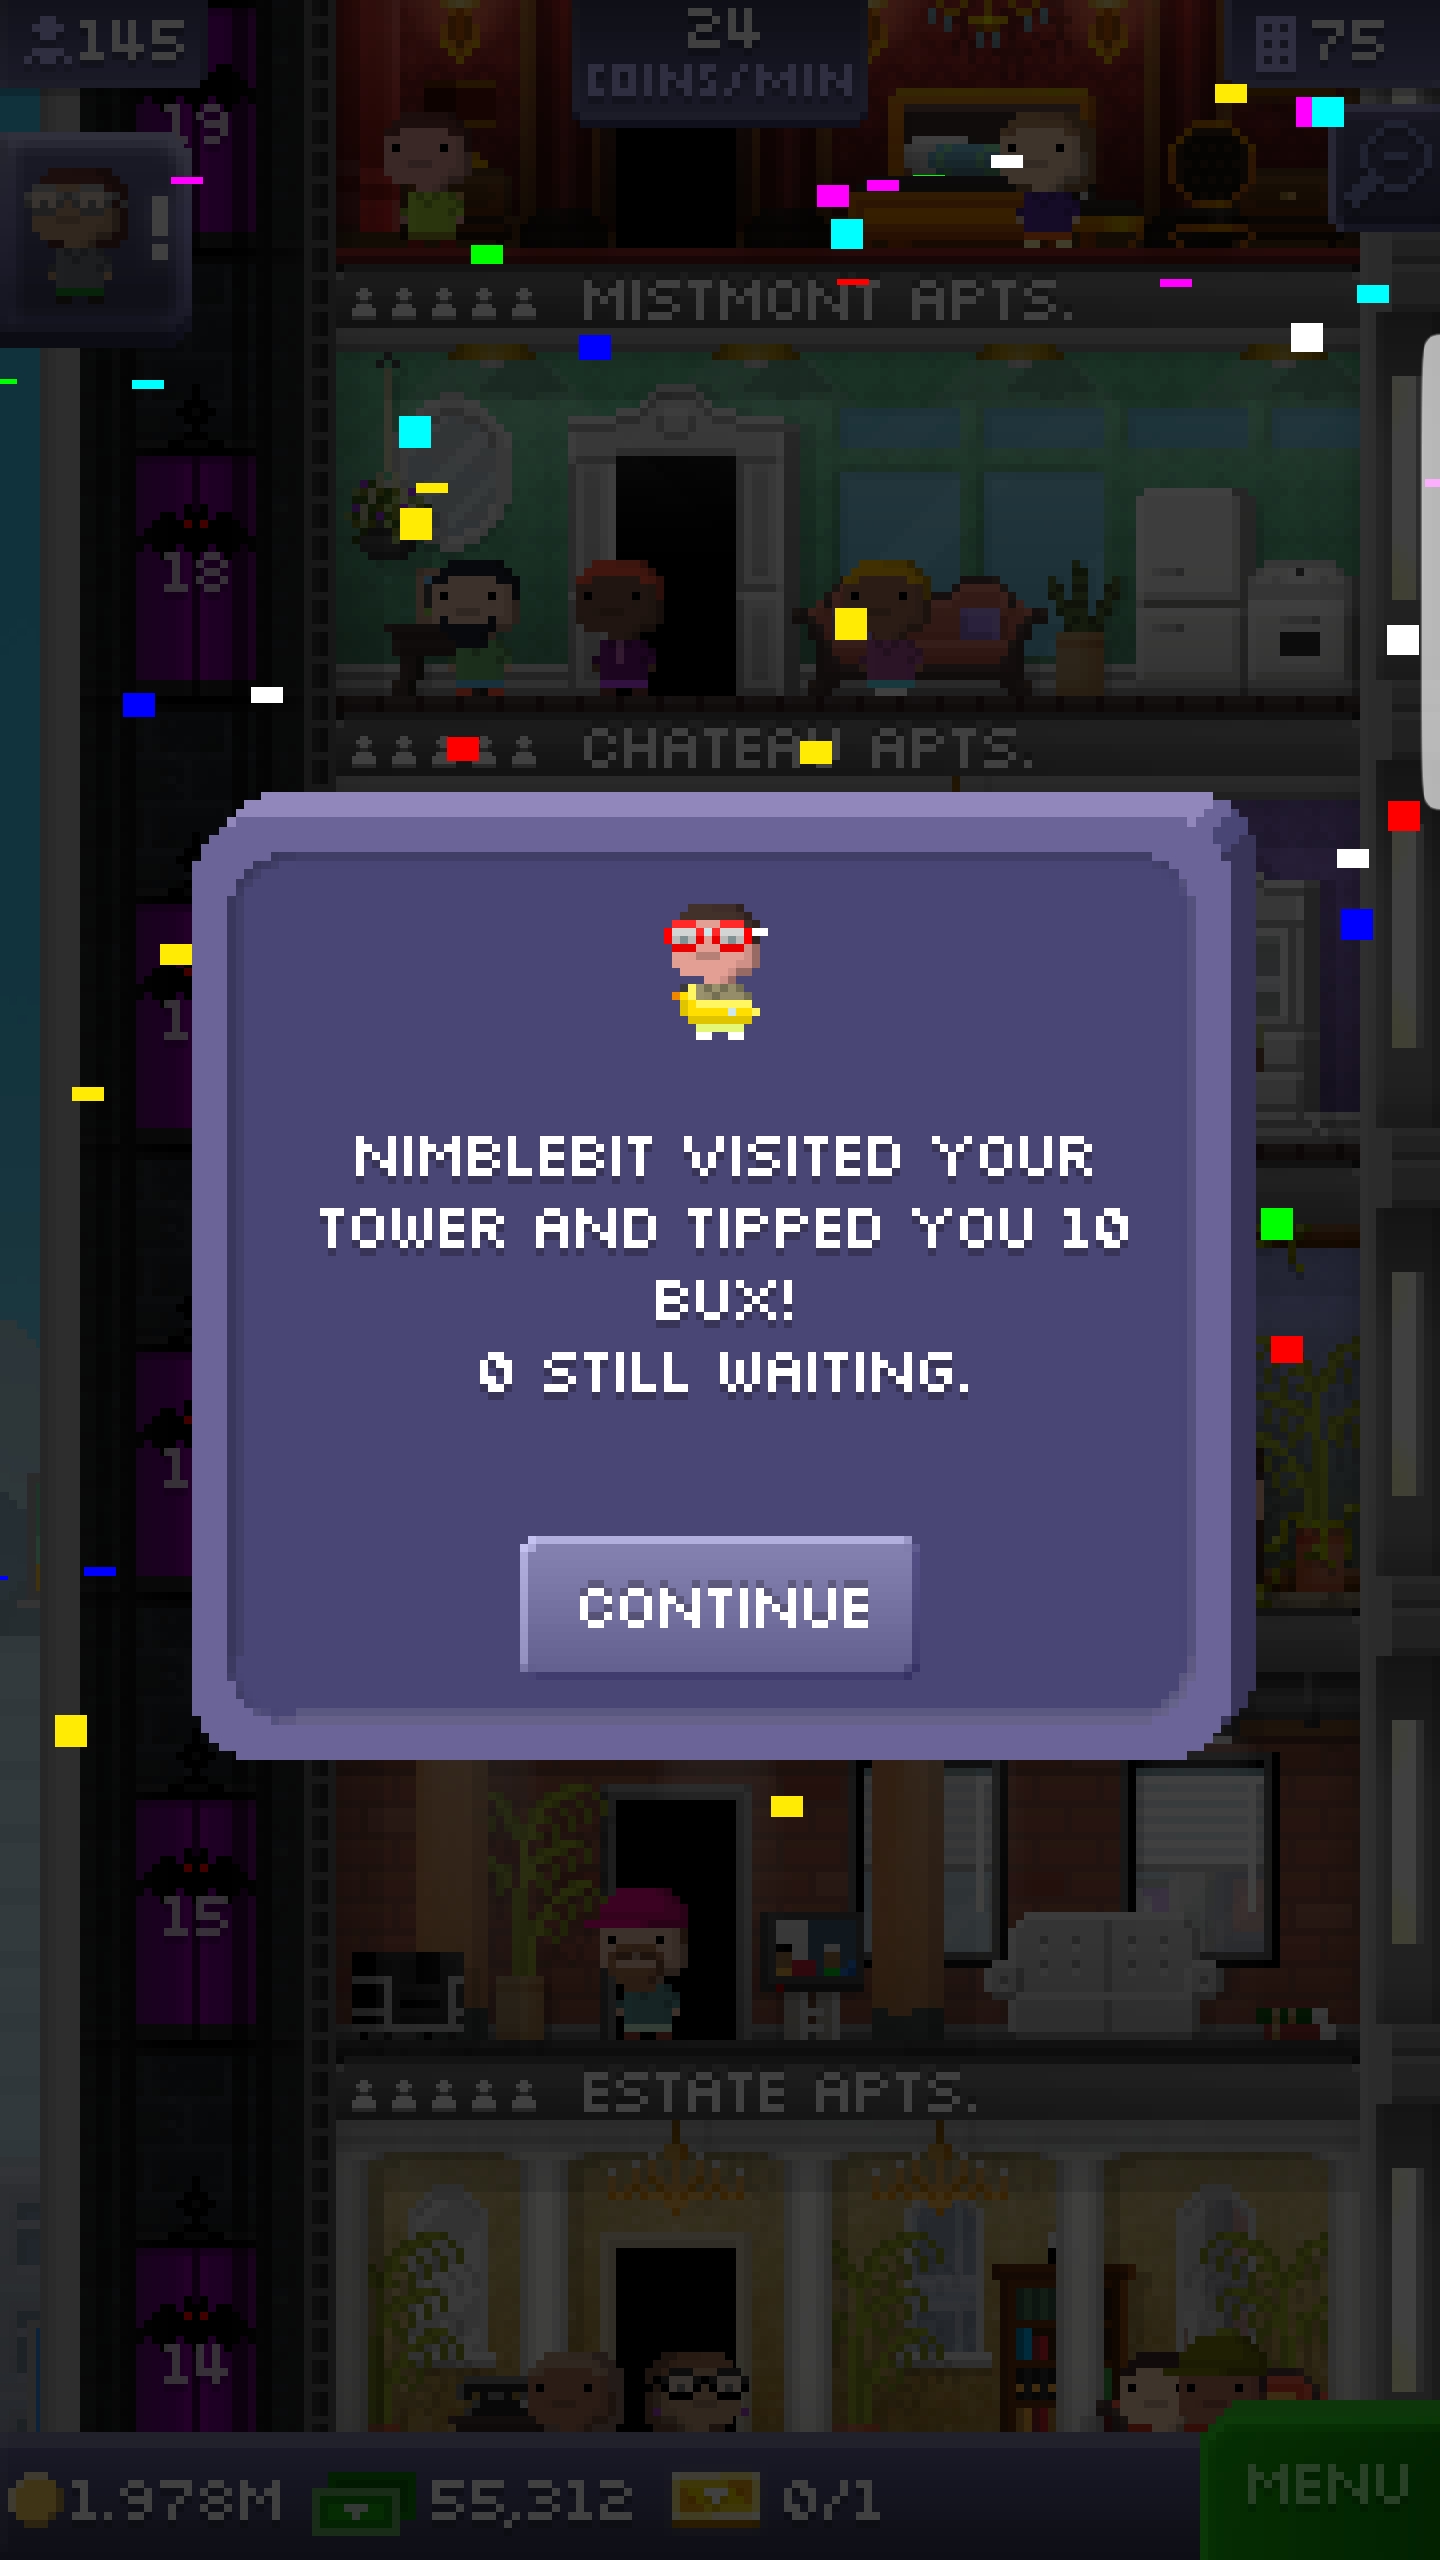 145
24
COINS/MIN
75
19
MISTMONT APTS.
18
CHATEAU APTS.
NIMBLEBIT VISITED YOUR
TOWER AND TIPPED YOU 10
BUX!
0 STILL WAITING.
CONTINUE
15
ESTATE APTS.
14
1.978M
55,312
0/1
MENU